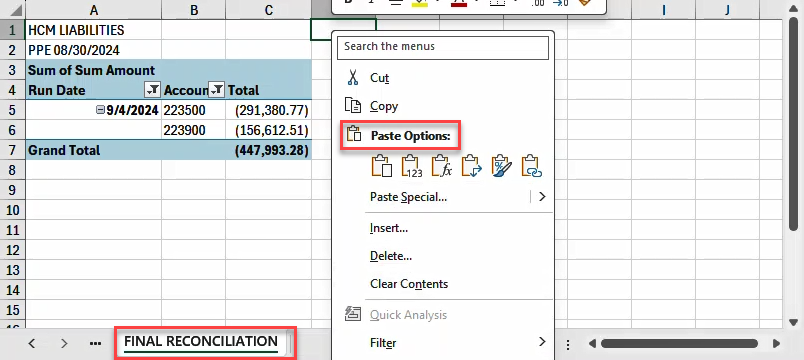 A B C I J
1 HCM LIABILITIES
2 PPE 08/30/2024
3 Sum of Sum Amount
4 Run Date Accoun Total
5 9/4/2024 223500 (291,380.77)
6 223900 (156,612.51)
7 Grand Total (447,993.28)
8
9
10
11
12
13
14
15
Search the menus
Cut
Copy
Paste Options:
123
fx
Paste Special...
Insert...
Delete...
Clear Contents
Quick Analysis
Filter
FINAL RECONCILIATION